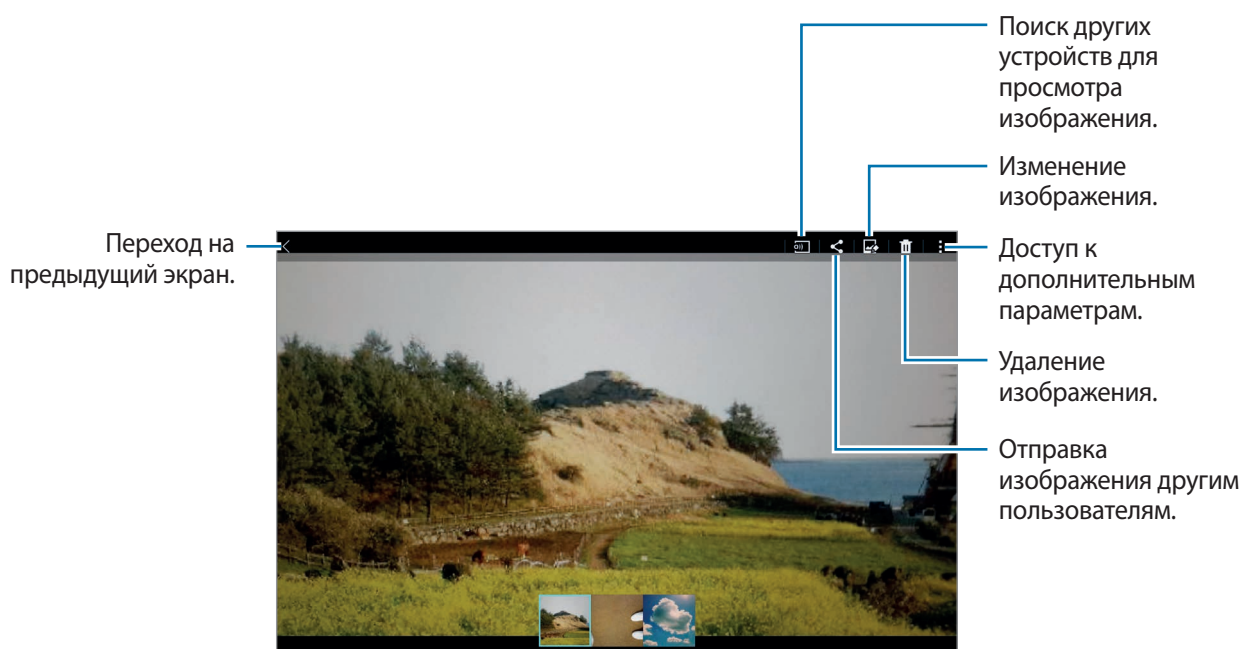 Поиск других
устройств для
просмотра
изображения.
Изменение
изображения.
Переход на
предыдущий экран.
Доступ к
дополнительным
параметрам.
Удаление
изображения.
Отправка
изображения другим
пользователям.